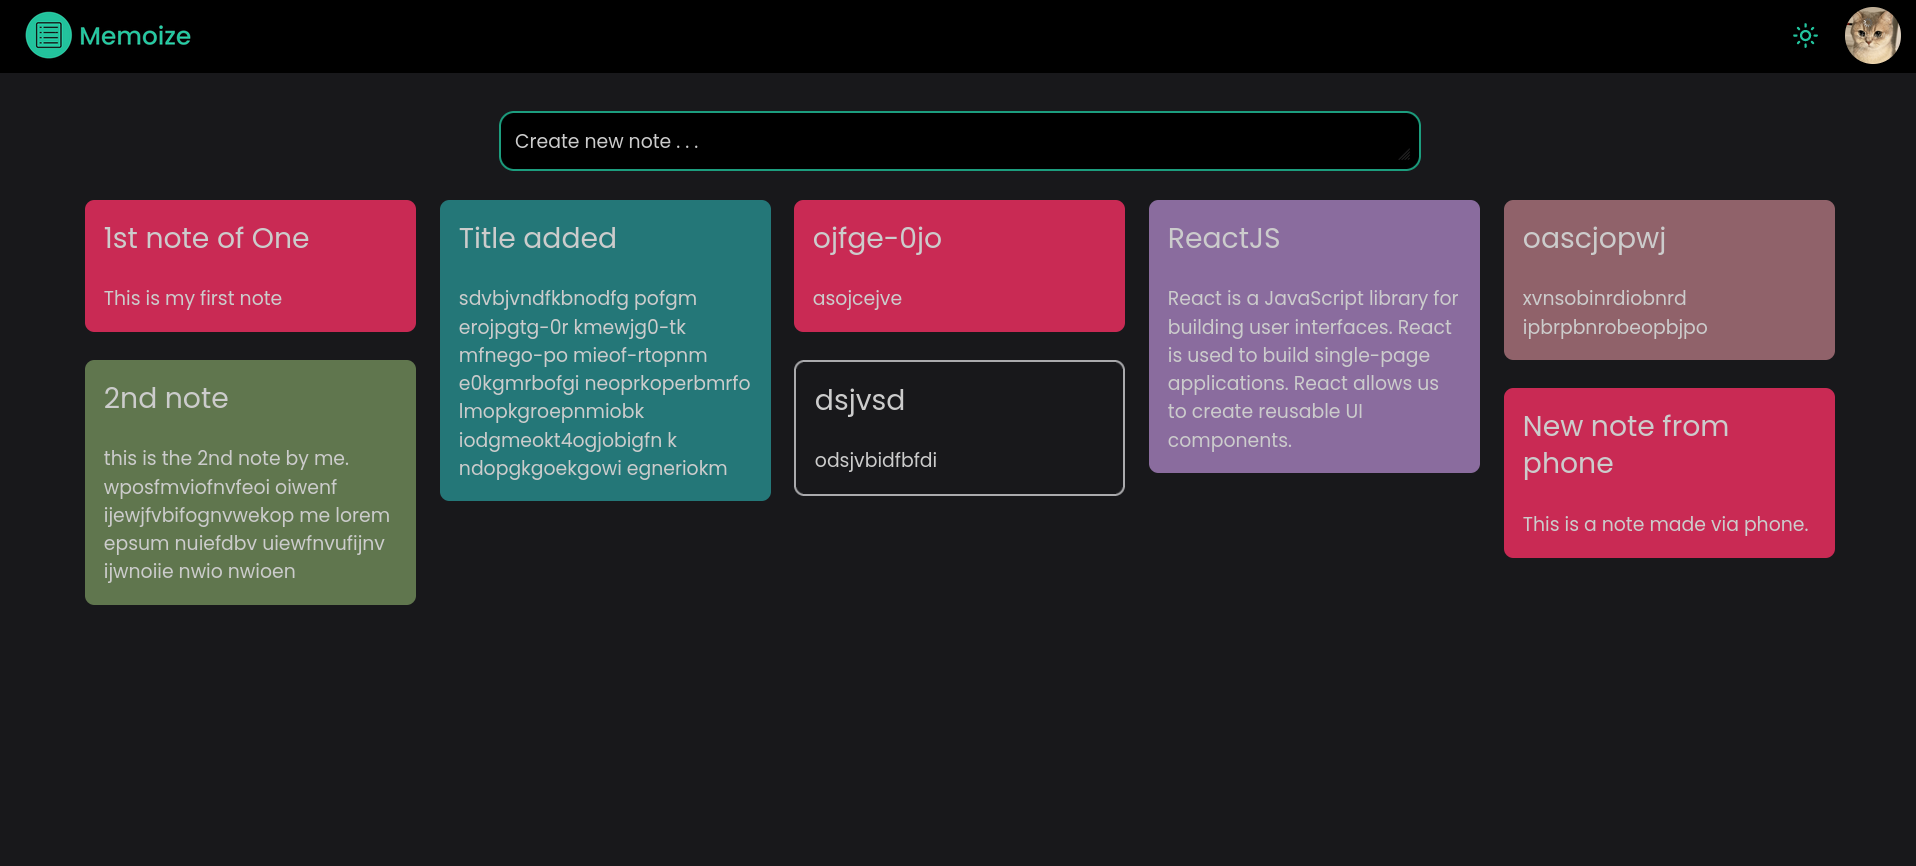 Memoize
Create new note . . .
1st note of One
This is my first note
2nd note
this is the 2nd note by me.
wposfmviofnvfeoi oiwenf
ijewjfvbifognvwekop me lorem
epsum nuiefdbv uiewfnvufijnv
ijwnoiie nwio nwioen
Title added
sdvbjvndfkbnodfg pofgm
erojpgtg-0r kmewjg0-tk
mfnego-po mieof-rtopnm
e0kgmrbofgi neoprkoperbmrfo
lmopkgroepnmiobk
iodgmeokt4ogjobigfn k
ndopgkgoekgowi egneriokm
ojfge-0jo
asojcejve
dsjvsd
odsjvbidfbfdi
ReactJS
React is a JavaScript library for
building user interfaces. React
is used to build single-page
applications. React allows us
to create reusable UI
components.
oascjopwj
xvnsobinrdiobnrd
ipbrpbnrobeopbjpo
New note from
phone
This is a note made via phone.